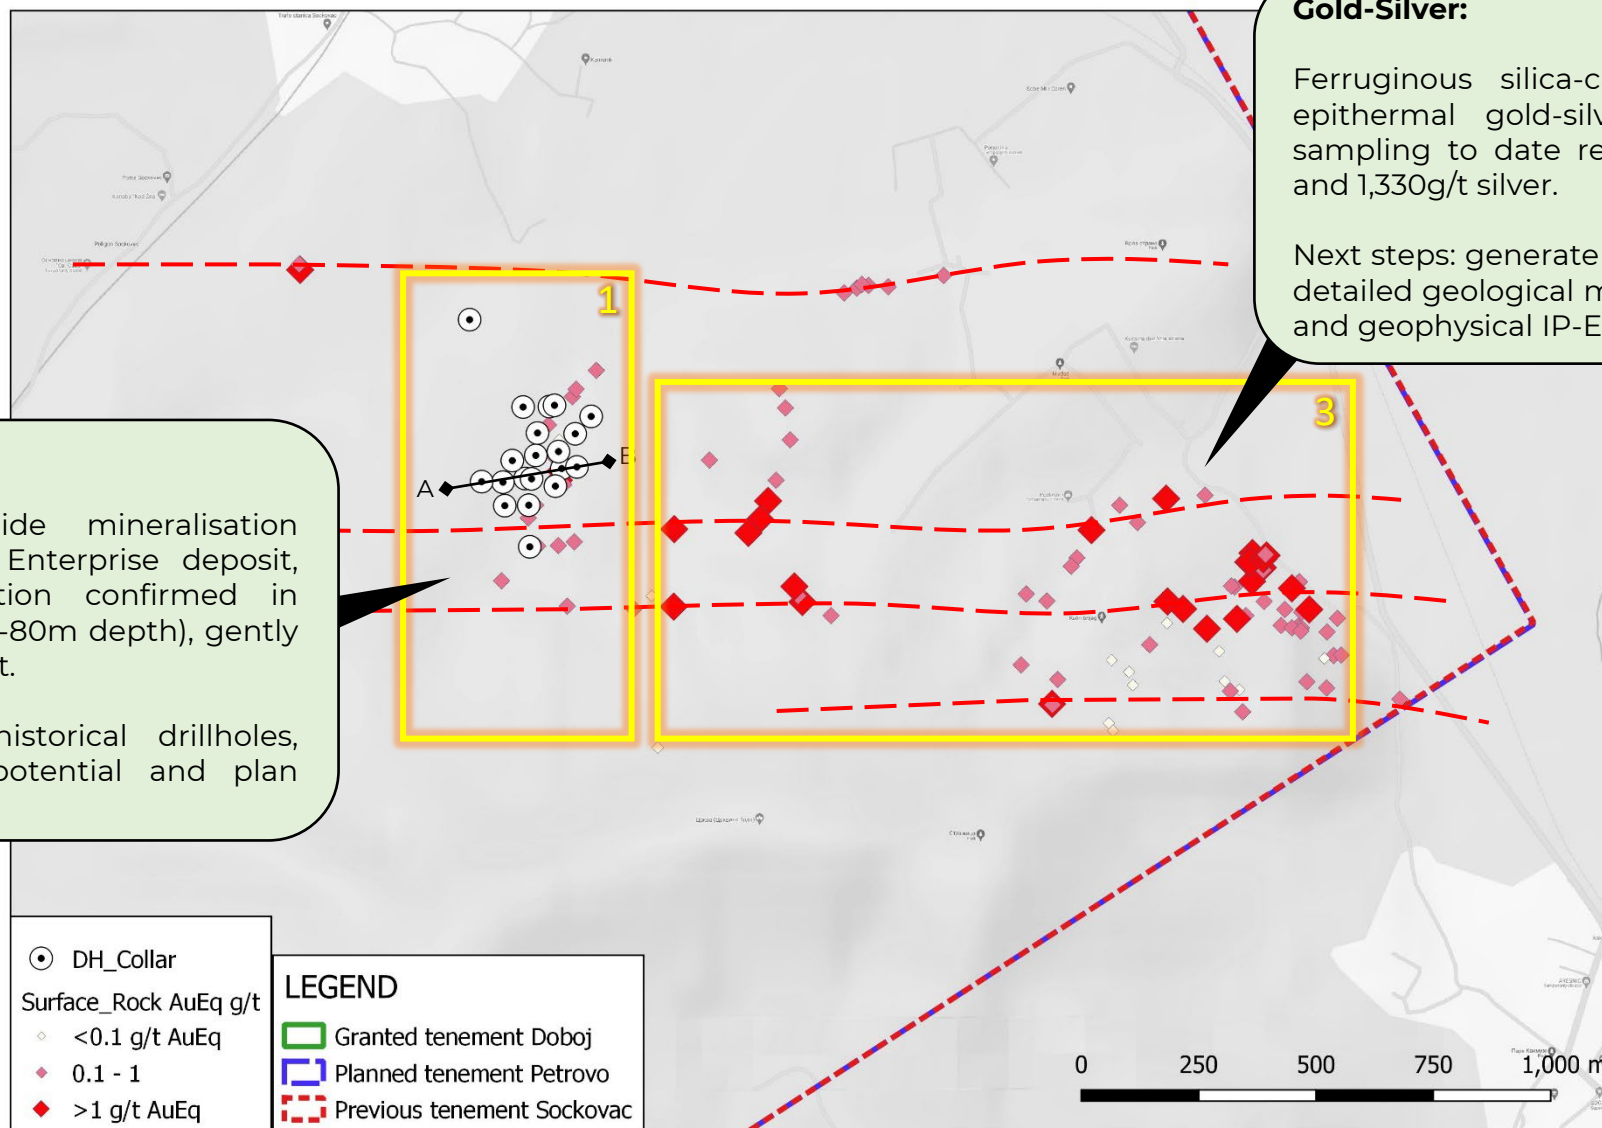 Gold-Silver:
Ferruginous silica-c
epithermal gold-silv
sampling to date re
and 1,330g/t silver.
Next steps: generate
detailed geological m
and geophysical IP-E
1
3
A
B
ide mineralisation
Enterprise deposit,
tion confirmed in
-80m depth), gently
t.
historical drillholes,
potential and plan
DH_Collar
Surface_Rock AuEq g/t
<0.1 g/t AuEq
0.1 - 1
>1 g/t AuEq
LEGEND
Granted tenement Doboj
Planned tenement Petrovo
Previous tenement Sockovac
0 250 500 750 1,000 m